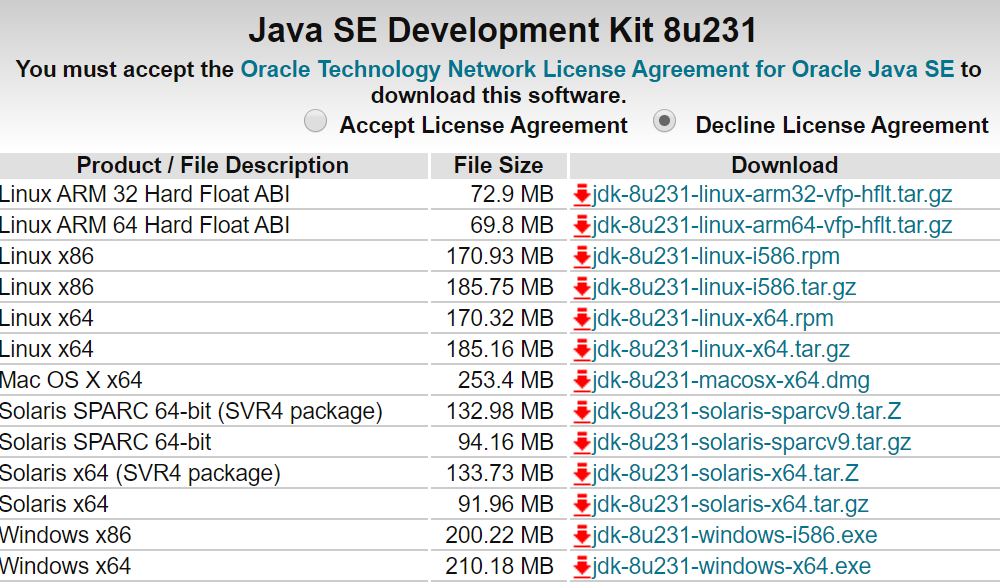 Java SE Development Kit 8u231
You must accept the Oracle Technology Network License Agreement for Oracle Java SE to
download this software.
Accept License Agreement Decline License Agreement
Product / File Description File Size Download
Linux ARM 32 Hard Float ABI 72.9 MB jdk-8u231-linux-arm32-vfp-hflt.tar.gz
Linux ARM 64 Hard Float ABI 69.8 MB jdk-8u231-linux-arm64-vfp-hflt.tar.gz
Linux x86 170.93 MB jdk-8u231-linux-i586.rpm
Linux x86 185.75 MB jdk-8u231-linux-i586.tar.gz
Linux x64 170.32 MB jdk-8u231-linux-x64.rpm
Linux x64 185.16 MB jdk-8u231-linux-x64.tar.gz
Mac OS X x64 253.4 MB jdk-8u231-macosx-x64.dmg
Solaris SPARC 64-bit (SVR4 package) 132.98 MB jdk-8u231-solaris-sparcv9.tar.Z
Solaris SPARC 64-bit 94.16 MB jdk-8u231-solaris-sparcv9.tar.gz
Solaris x64 (SVR4 package) 133.73 MB jdk-8u231-solaris-x64.tar.Z
Solaris x64 91.96 MB jdk-8u231-solaris-x64.tar.gz
Windows x86 200.22 MB jdk-8u231-windows-i586.exe
Windows x64 210.18 MB jdk-8u231-windows-x64.exe